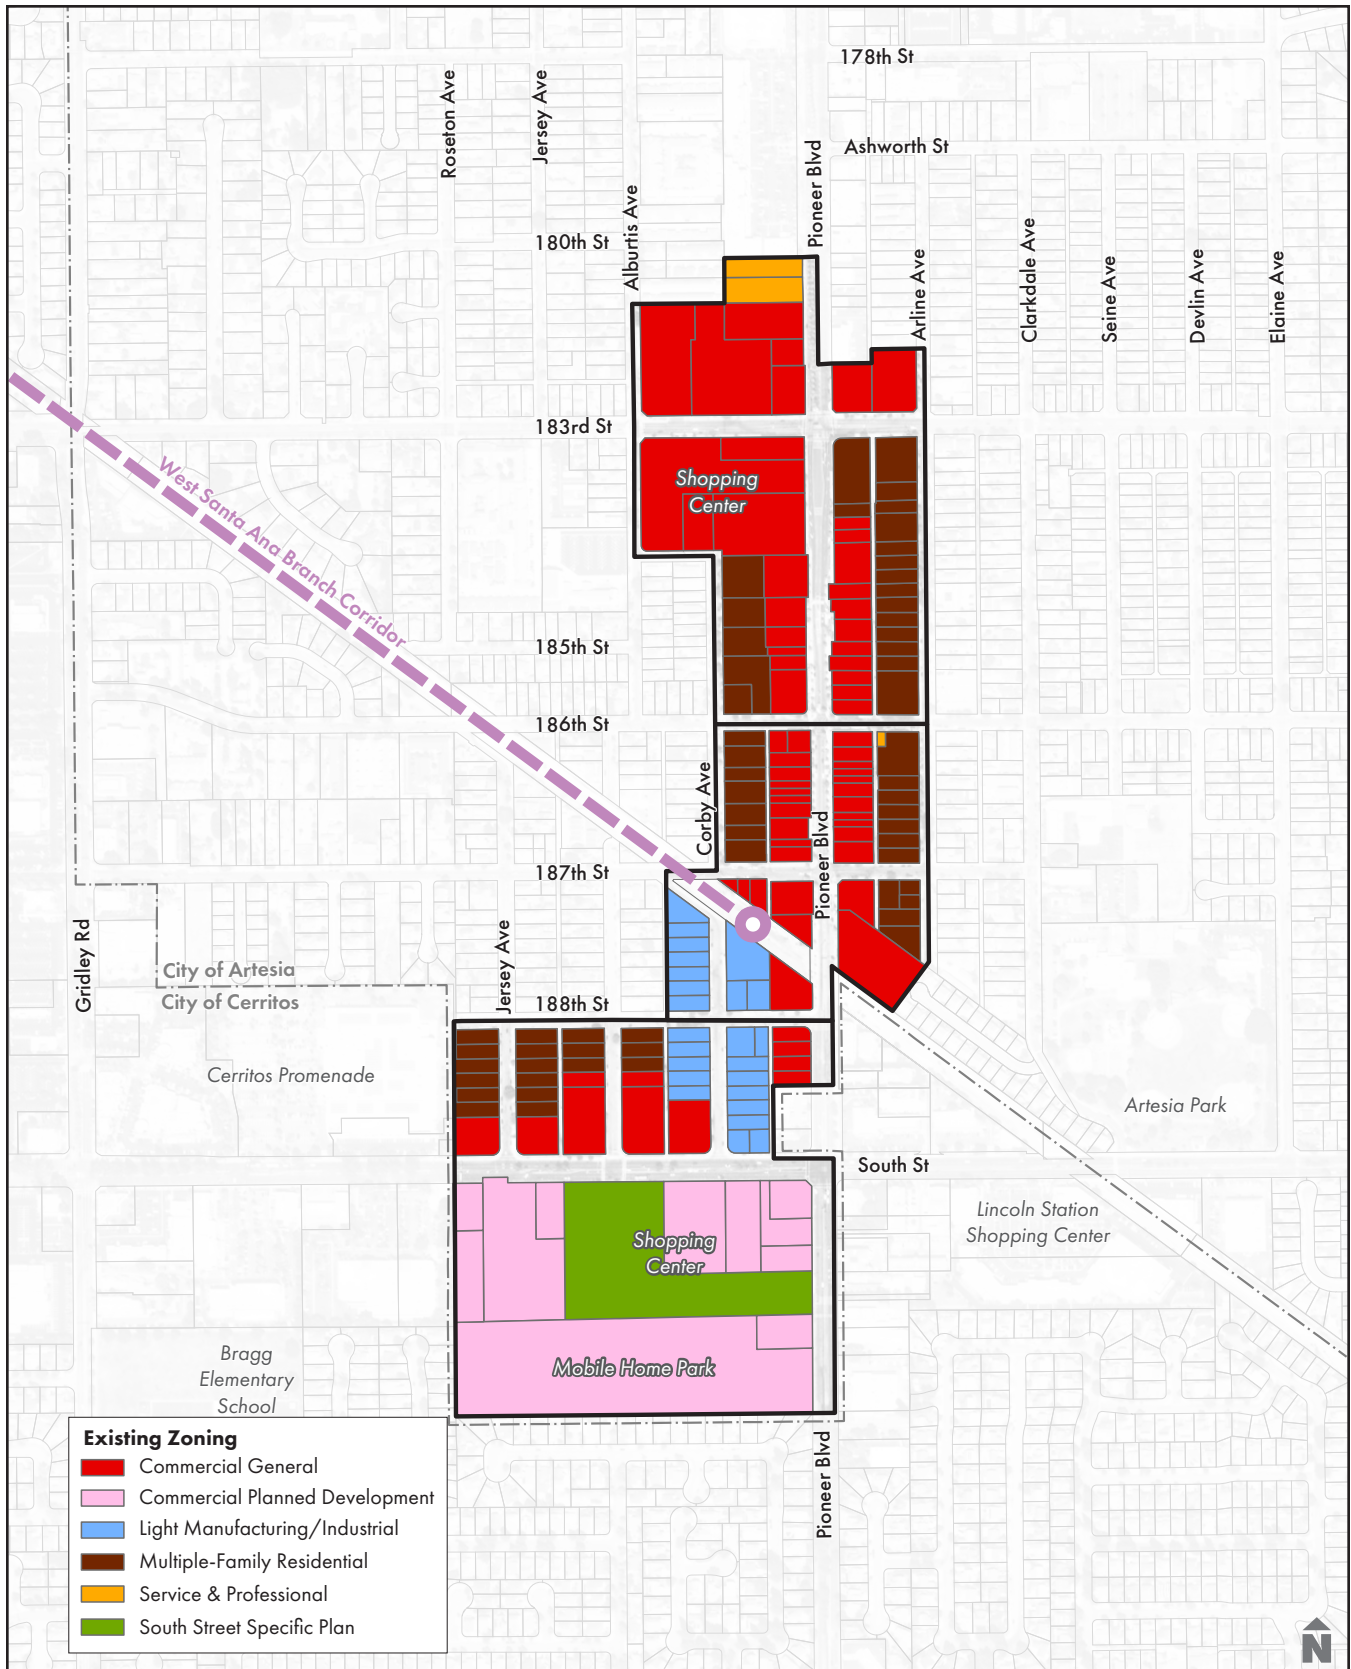 178th St
Roseton Ave
Jersey Ave
Pioneer Blvd
Ashworth St
Alburtis Ave
180th St
Arline Ave
Clarkdale Ave
Seine Ave
Devlin Ave
Elaine Ave
183rd St
West Santa Ana Branch Corridor
Shopping
Center
185th St
186th St
Corby Ave
Pioneer Blvd
187th St
Gridley Rd
Jersey Ave
City of Artesia
City of Cerritos
188th St
Cerritos Promenade
Artesia Park
South St
Lincoln Station
Shopping Center
Shopping
Center
Mobile Home Park
Bragg
Elementary
School
Pioneer Blvd
Existing Zoning
Commercial General
Commercial Planned Development
Light Manufacturing/Industrial
Multiple-Family Residential
Service & Professional
South Street Specific Plan
N